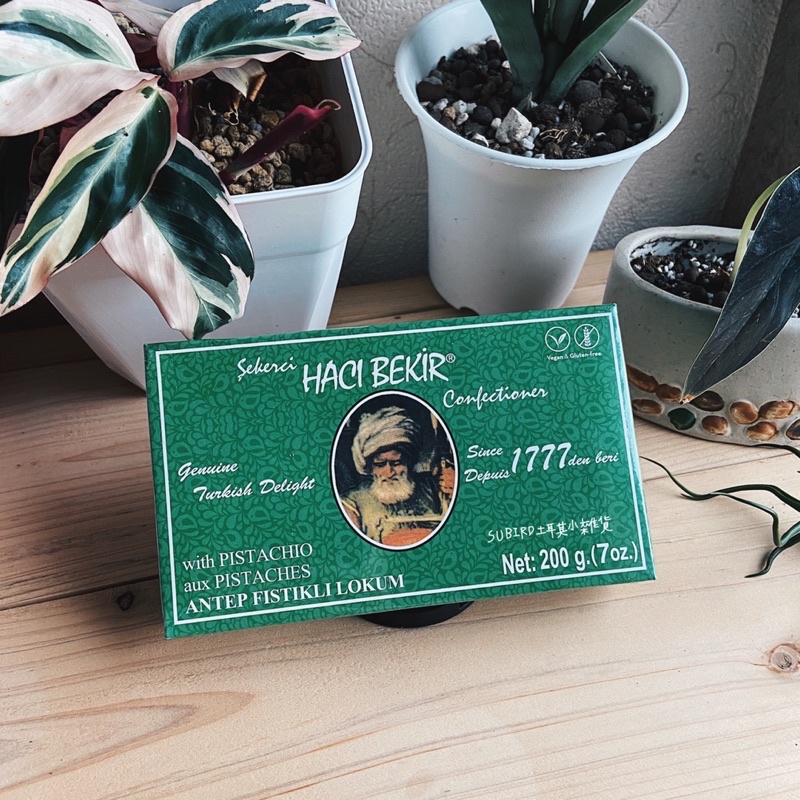 Şekerci HACI BEKİR®
Confectioner
Vegan & Gluten-free
Genuine
Turkish Delight
Since
Depuis 1777 den beri
with PISTACHIO
aux PISTACHES
ANTEP FISTIKLI LOKUM
SUBIRD土耳其小雜貨
Net: 200 g.(7oz.)